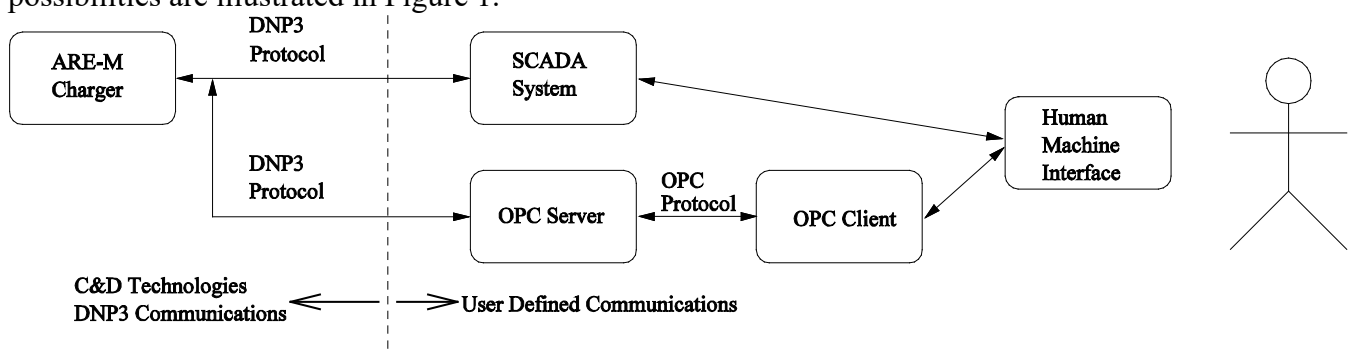 possibilities are illustrated in Figure 1.
DNP3
Protocol
ARE-M
Charger
SCADA
System
Human
Machine
Interface
DNP3
Protocol
OPC
Protocol
OPC Server
OPC Client
C&D Technologies
DNP3 Communications
User Defined Communications